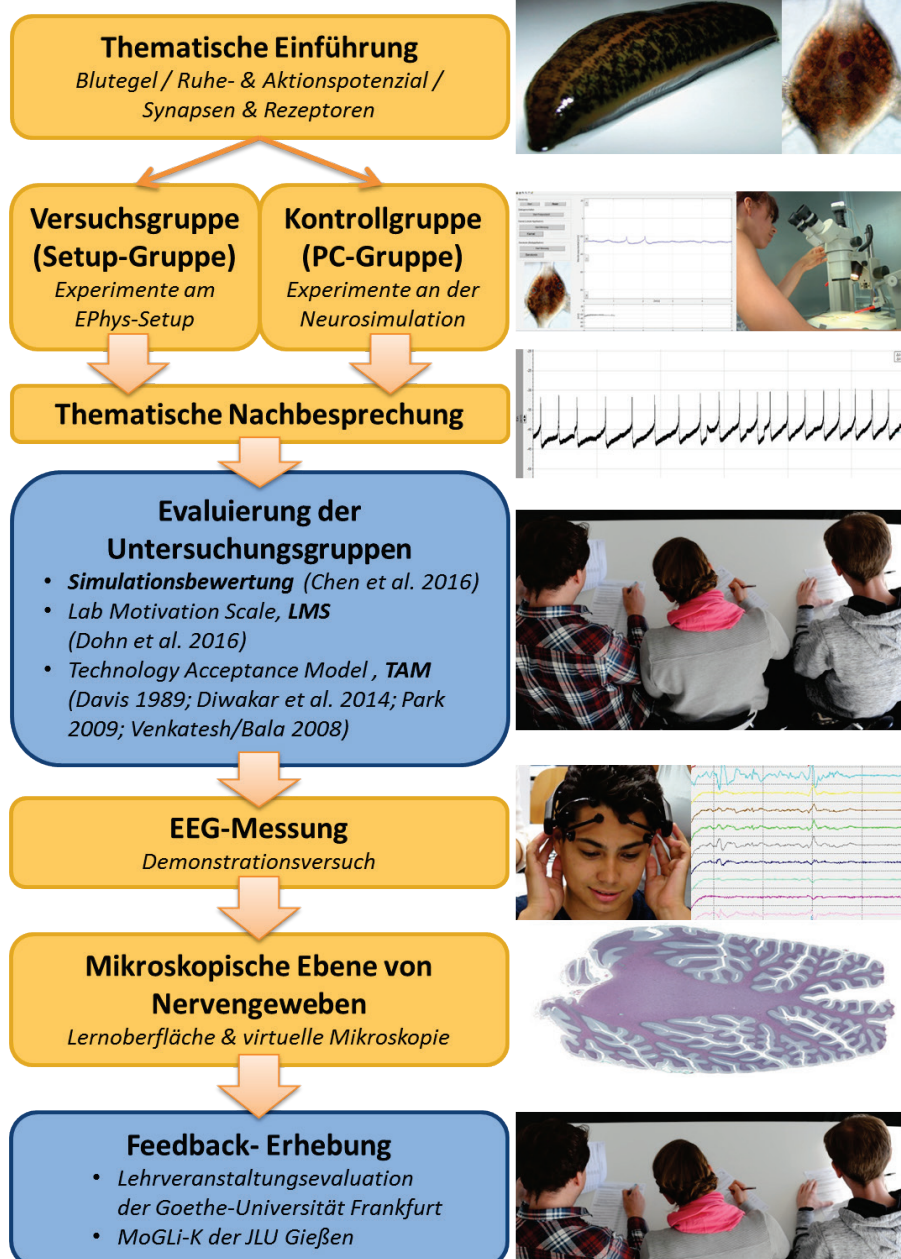 Thematische Einführung
Blutegel / Ruhe- & Aktionspotenzial /
Synapsen & Rezeptoren
Versuchsgruppe
(Setup-Gruppe)
Experimente am
EPhys-Setup
Kontrollgruppe
(PC-Gruppe)
Experimente an der
Neurosimulation
Thematische Nachbesprechung
Evaluierung der
Untersuchungsgruppen
• Simulationsbewertung (Chen et al. 2016)
• Lab Motivation Scale, LMS
(Dohn et al. 2016)
• Technology Acceptance Model , TAM
(Davis 1989; Diwakar et al. 2014; Park
2009; Venkatesh/Bala 2008)
EEG-Messung
Demonstrationsversuch
Mikroskopische Ebene von
Nervengeweben
Lernoberfläche & virtuelle Mikroskopie
Feedback- Erhebung
• Lehrveranstaltungsevaluation
der Goethe-Universität Frankfurt
• MoGLi-K der JLU Gießen